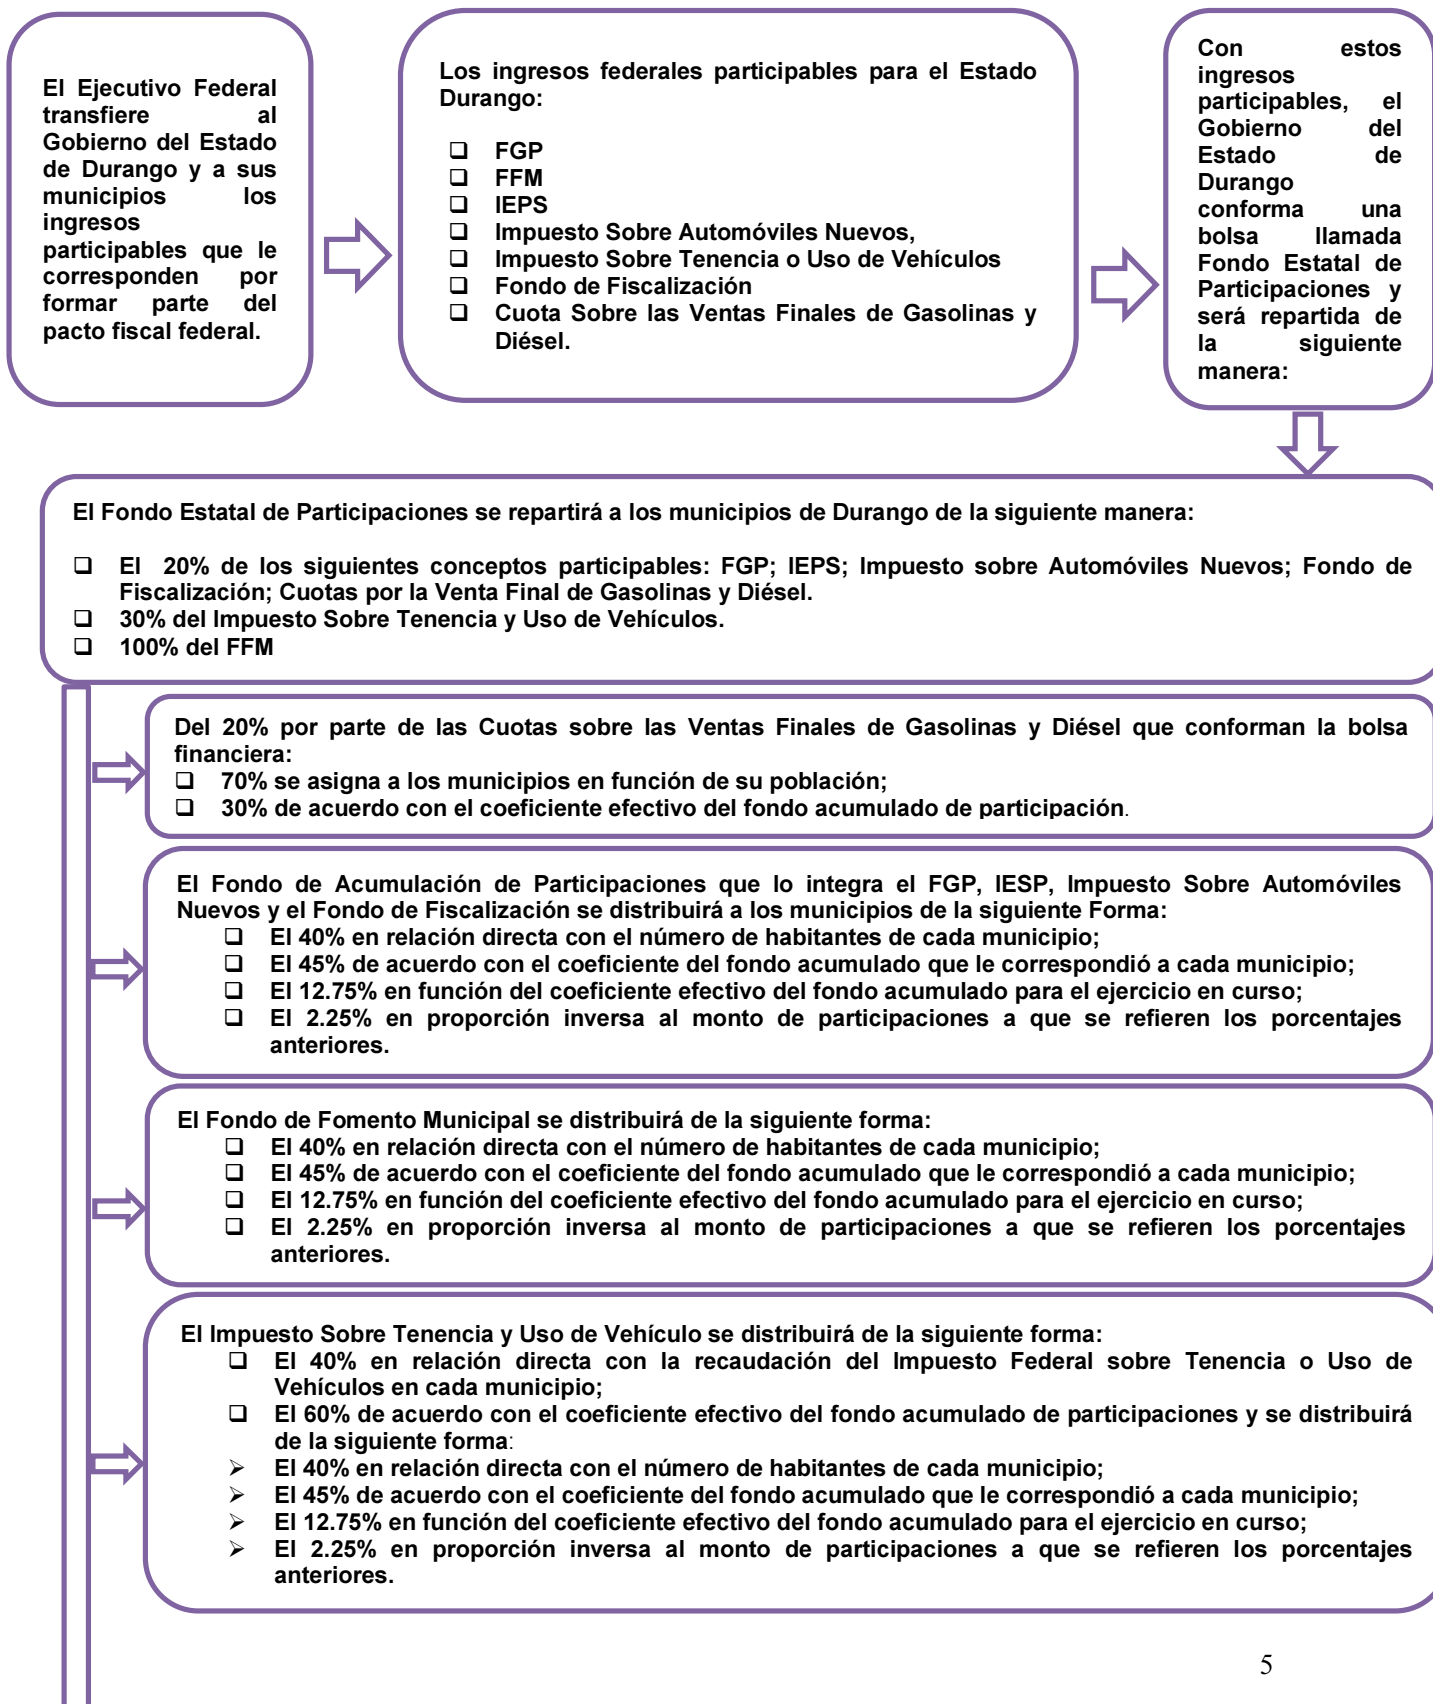 El Ejecutivo Federal
transfiere al
Gobierno del Estado
de Durango y a sus
municipios los
ingresos
participables que le
corresponden por
formar parte del
pacto fiscal federal.
Los ingresos federales participables para el Estado
Durango:
❑ FGP
❑ FFM
❑ IEPS
❑ Impuesto Sobre Automóviles Nuevos,
❑ Impuesto Sobre Tenencia o Uso de Vehículos
❑ Fondo de Fiscalización
❑ Cuota Sobre las Ventas Finales de Gasolinas y
Diésel.
Con estos
ingresos
participables, el
Gobierno del
Estado de
Durango
conforma una
bolsa llamada
Fondo Estatal de
Participaciones y
será repartida de
la siguiente
manera:
El Fondo Estatal de Participaciones se repartirá a los municipios de Durango de la siguiente manera:
❑ El 20% de los siguientes conceptos participables: FGP; IEPS; Impuesto sobre Automóviles Nuevos; Fondo de
Fiscalización; Cuotas por la Venta Final de Gasolinas y Diésel.
❑ 30% del Impuesto Sobre Tenencia y Uso de Vehículos.
❑ 100% del FFM
Del 20% por parte de las Cuotas sobre las Ventas Finales de Gasolinas y Diésel que conforman la bolsa
financiera:
❑ 70% se asigna a los municipios en función de su población;
❑ 30% de acuerdo con el coeficiente efectivo del fondo acumulado de participación.
El Fondo de Acumulación de Participaciones que lo integra el FGP, IESP, Impuesto Sobre Automóviles
Nuevos y el Fondo de Fiscalización se distribuirá a los municipios de la siguiente Forma:
❑ El 40% en relación directa con el número de habitantes de cada municipio;
❑ El 45% de acuerdo con el coeficiente del fondo acumulado que le correspondió a cada municipio;
❑ El 12.75% en función del coeficiente efectivo del fondo acumulado para el ejercicio en curso;
❑ El 2.25% en proporción inversa al monto de participaciones a que se refieren los porcentajes
anteriores.
El Fondo de Fomento Municipal se distribuirá de la siguiente forma:
❑ El 40% en relación directa con el número de habitantes de cada municipio;
❑ El 45% de acuerdo con el coeficiente del fondo acumulado que le correspondió a cada municipio;
❑ El 12.75% en función del coeficiente efectivo del fondo acumulado para el ejercicio en curso;
❑ El 2.25% en proporción inversa al monto de participaciones a que se refieren los porcentajes
anteriores.
El Impuesto Sobre Tenencia y Uso de Vehículo se distribuirá de la siguiente forma:
❑ El 40% en relación directa con la recaudación del Impuesto Federal sobre Tenencia o Uso de
Vehículos en cada municipio;
❑ El 60% de acuerdo con el coeficiente efectivo del fondo acumulado de participaciones y se distribuirá
de la siguiente forma:
➢ El 40% en relación directa con el número de habitantes de cada municipio;
➢ El 45% de acuerdo con el coeficiente del fondo acumulado que le correspondió a cada municipio;
➢ El 12.75% en función del coeficiente efectivo del fondo acumulado para el ejercicio en curso;
➢ El 2.25% en proporción inversa al monto de participaciones a que se refieren los porcentajes
anteriores.
5